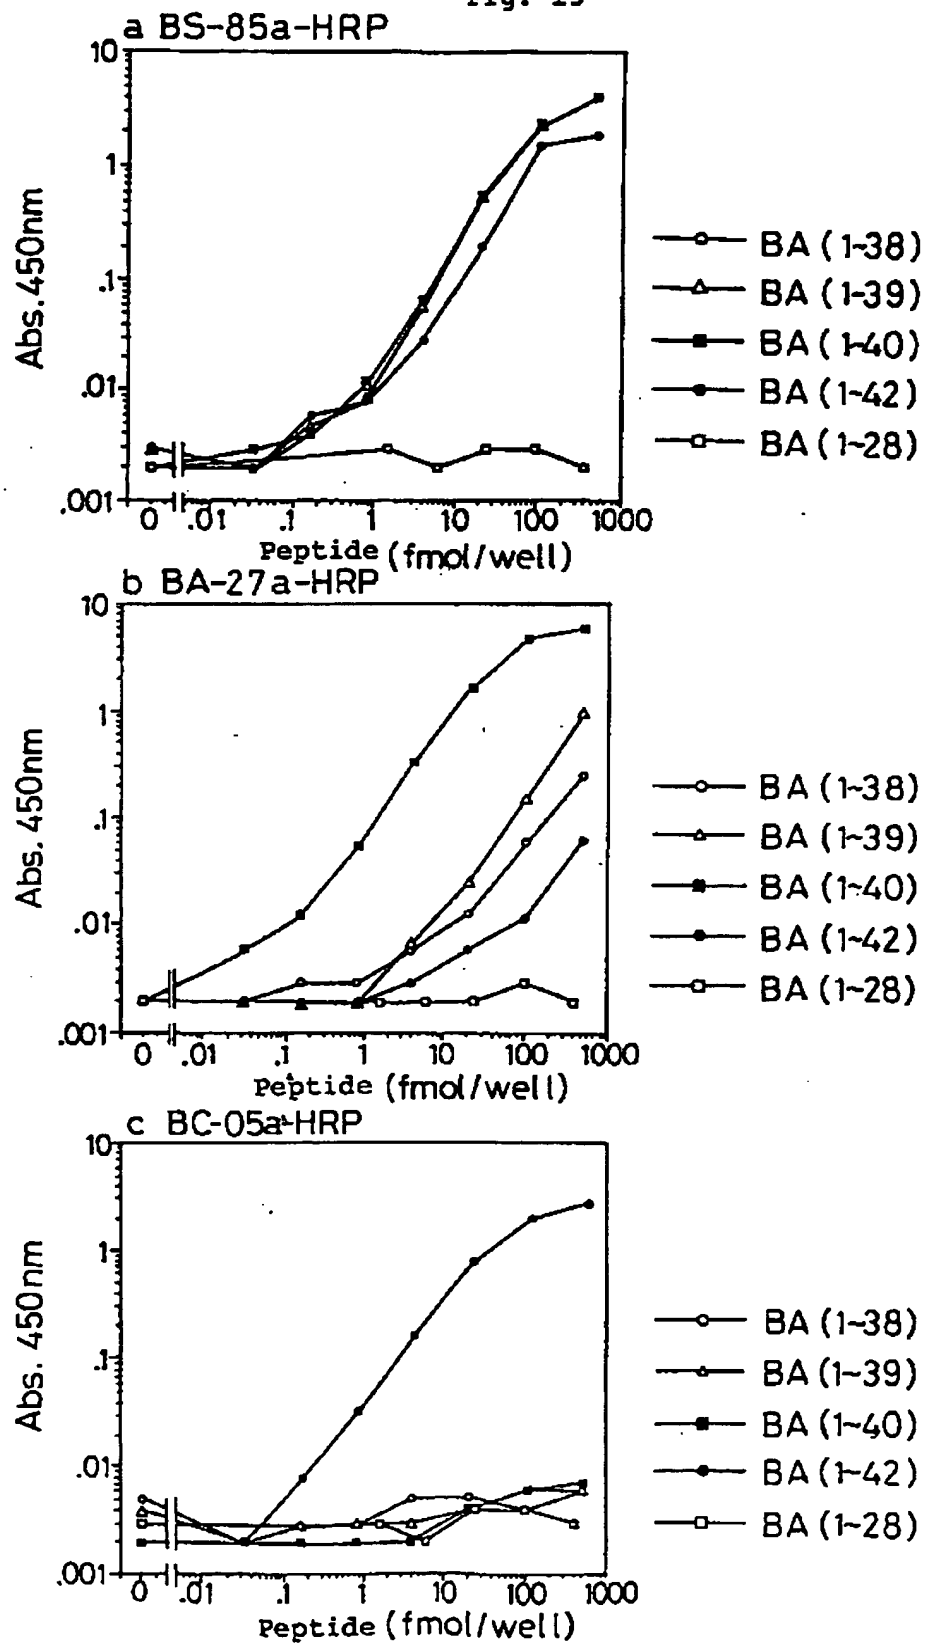 a BS-85a-HRP
10
1
.1
.01
.001
Abs. 450nm
0 .01 .1 1 10 100 1000
Peptide (fmol/well)
BA (1~38)
BA (1~39)
BA (1~40)
BA (1~42)
BA (1~28)
b BA-27a-HRP
10
1
.1
.01
.001
Abs. 450nm
0 .01 .1 1 10 100 1000
Peptide (fmol/well)
BA (1~38)
BA (1~39)
BA (1~40)
BA (1~42)
BA (1~28)
c BC-05a-HRP
10
1
.1
.01
.001
Abs. 450nm
0 .01 .1 1 10 100 1000
Peptide (fmol/well)
BA (1~38)
BA (1~39)
BA (1~40)
BA (1~42)
BA (1~28)